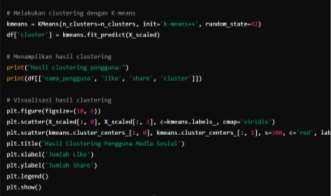 # Melakukan clustering dengan K-means
kmeans = KMeans(n_clusters=n_clusters, init='k-means++', random_state=42)
df['cluster'] = kmeans.fit_predict(X_scaled)
# Menampilkan hasil clustering
print("Hasil clustering pengguna:")
print(df[['nama_pengguna', 'like', 'share', 'cluster']])
# Visualisasi hasil clustering
plt.figure(figsize=(10, 6))
plt.scatter(X_scaled[:, 0], X_scaled[:, 1], c=kmeans.labels_, cmap='viridis')
plt.scatter(kmeans.cluster_centers_[:, 0], kmeans.cluster_centers_[:, 1], s=300, c='red', lab
plt.title('Hasil Clustering Pengguna Media Sosial')
plt.xlabel('Jumlah Like')
plt.ylabel('Jumlah Share')
plt.legend()
plt.show()